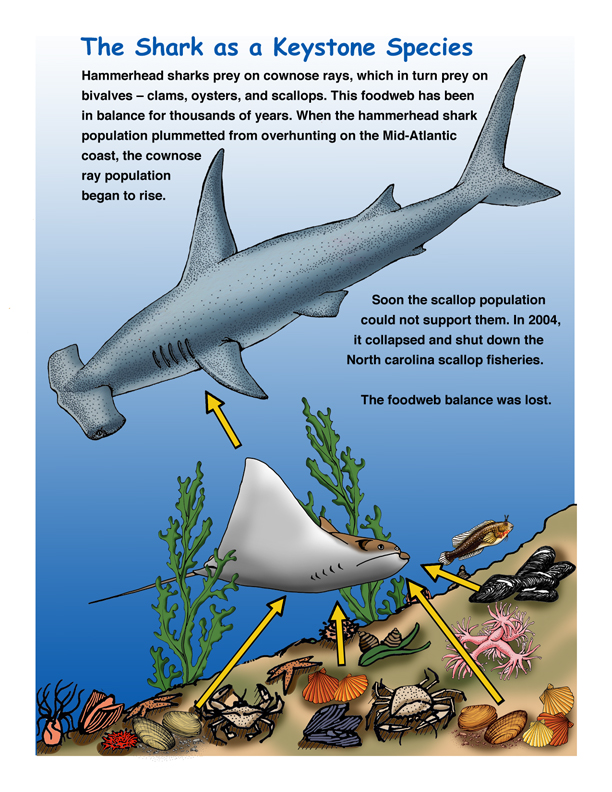 The Shark as a Keystone Species
Hammerhead sharks prey on cownose rays, which in turn prey on
bivalves – clams, oysters, and scallops. This foodweb has been
in balance for thousands of years. When the hammerhead shark
population plummetted from overhunting on the Mid-Atlantic
coast, the cownose
ray population
began to rise.
Soon the scallop population
could not support them. In 2004,
it collapsed and shut down the
North carolina scallop fisheries.
The foodweb balance was lost.